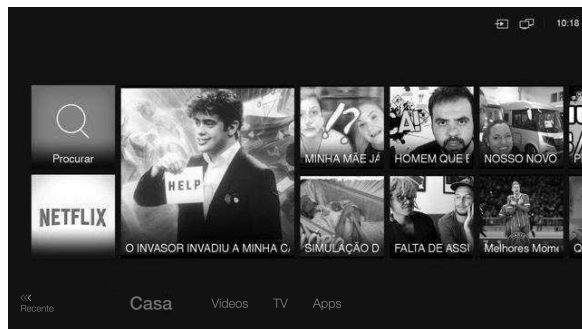 10:18
Procurar
HELP
NETFLIX
O INVASOR INVADIU A MINHA
MINHA MÃE JÁ
HOMEM QUE
NOSSO NOVO
SIMULAÇÃO D
FALTA DE ASSU
Melhores Mome
<<<
Recente
Casa
Vídeos
TV
Apps